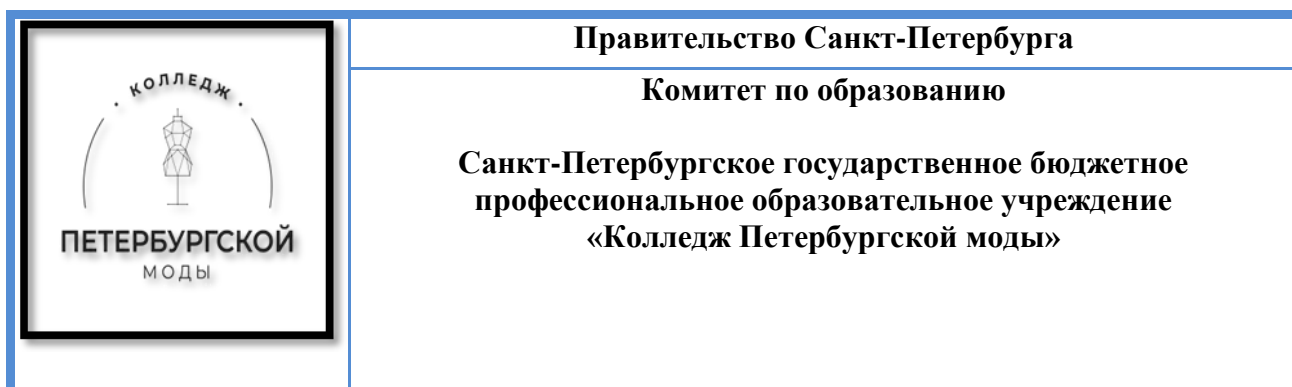 КОЛЛЕДЖ
ПЕТЕРБУРГСКОЙ
МОДЫ
Правительство Санкт-Петербурга
Комитет по образованию
Санкт-Петербургское государственное бюджетное
профессиональное образовательное учреждение
«Колледж Петербургской моды»